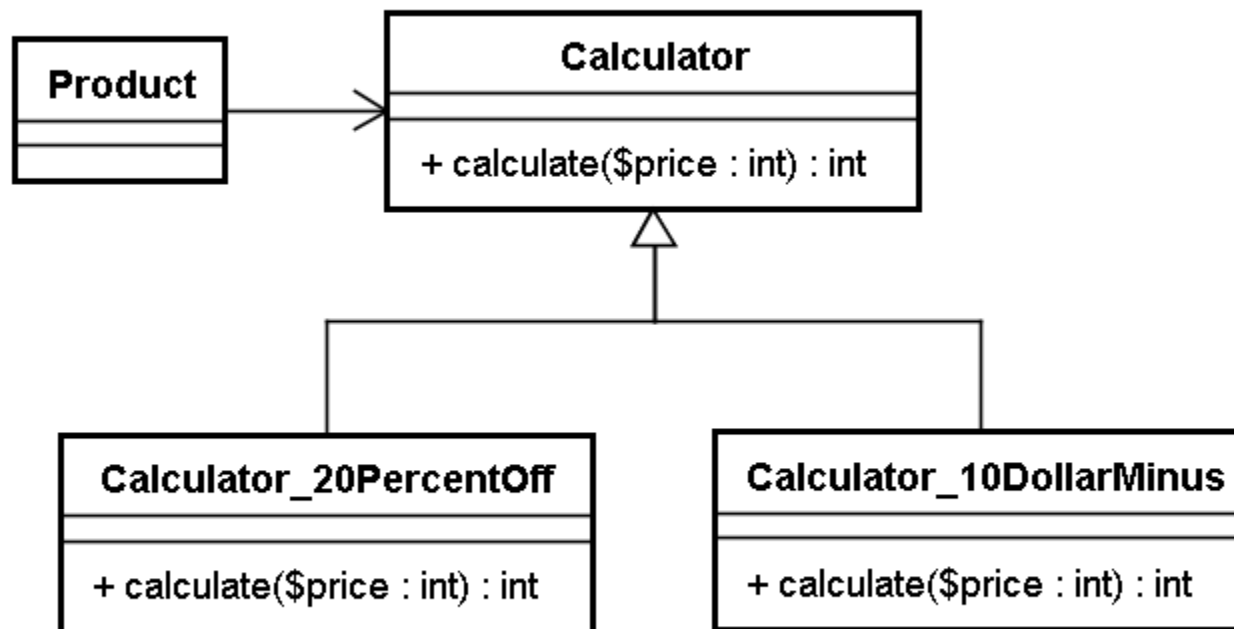 Product
Calculator
+ calculate($price : int) : int
Calculator_20PercentOff
+ calculate($price : int) : int
Calculator_10DollarMinus
+ calculate($price : int) : int